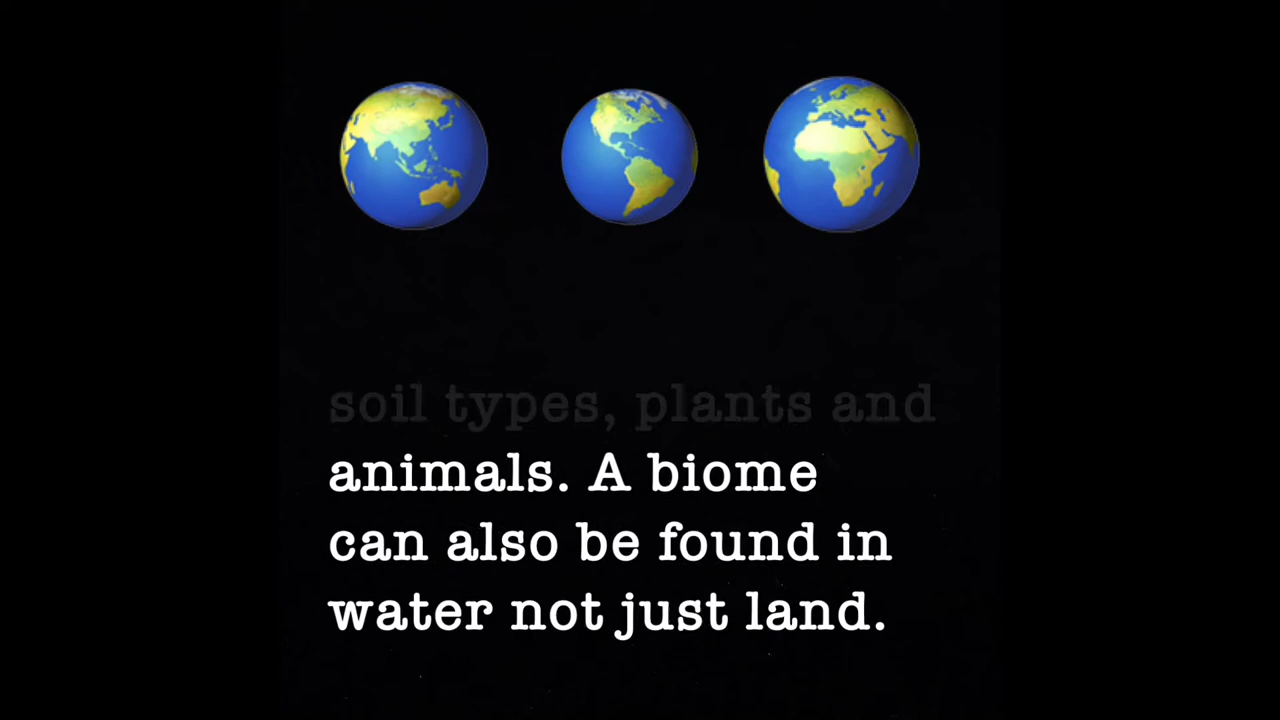 soil types, plants and
animals. A biome
can also be found in
water not just land.